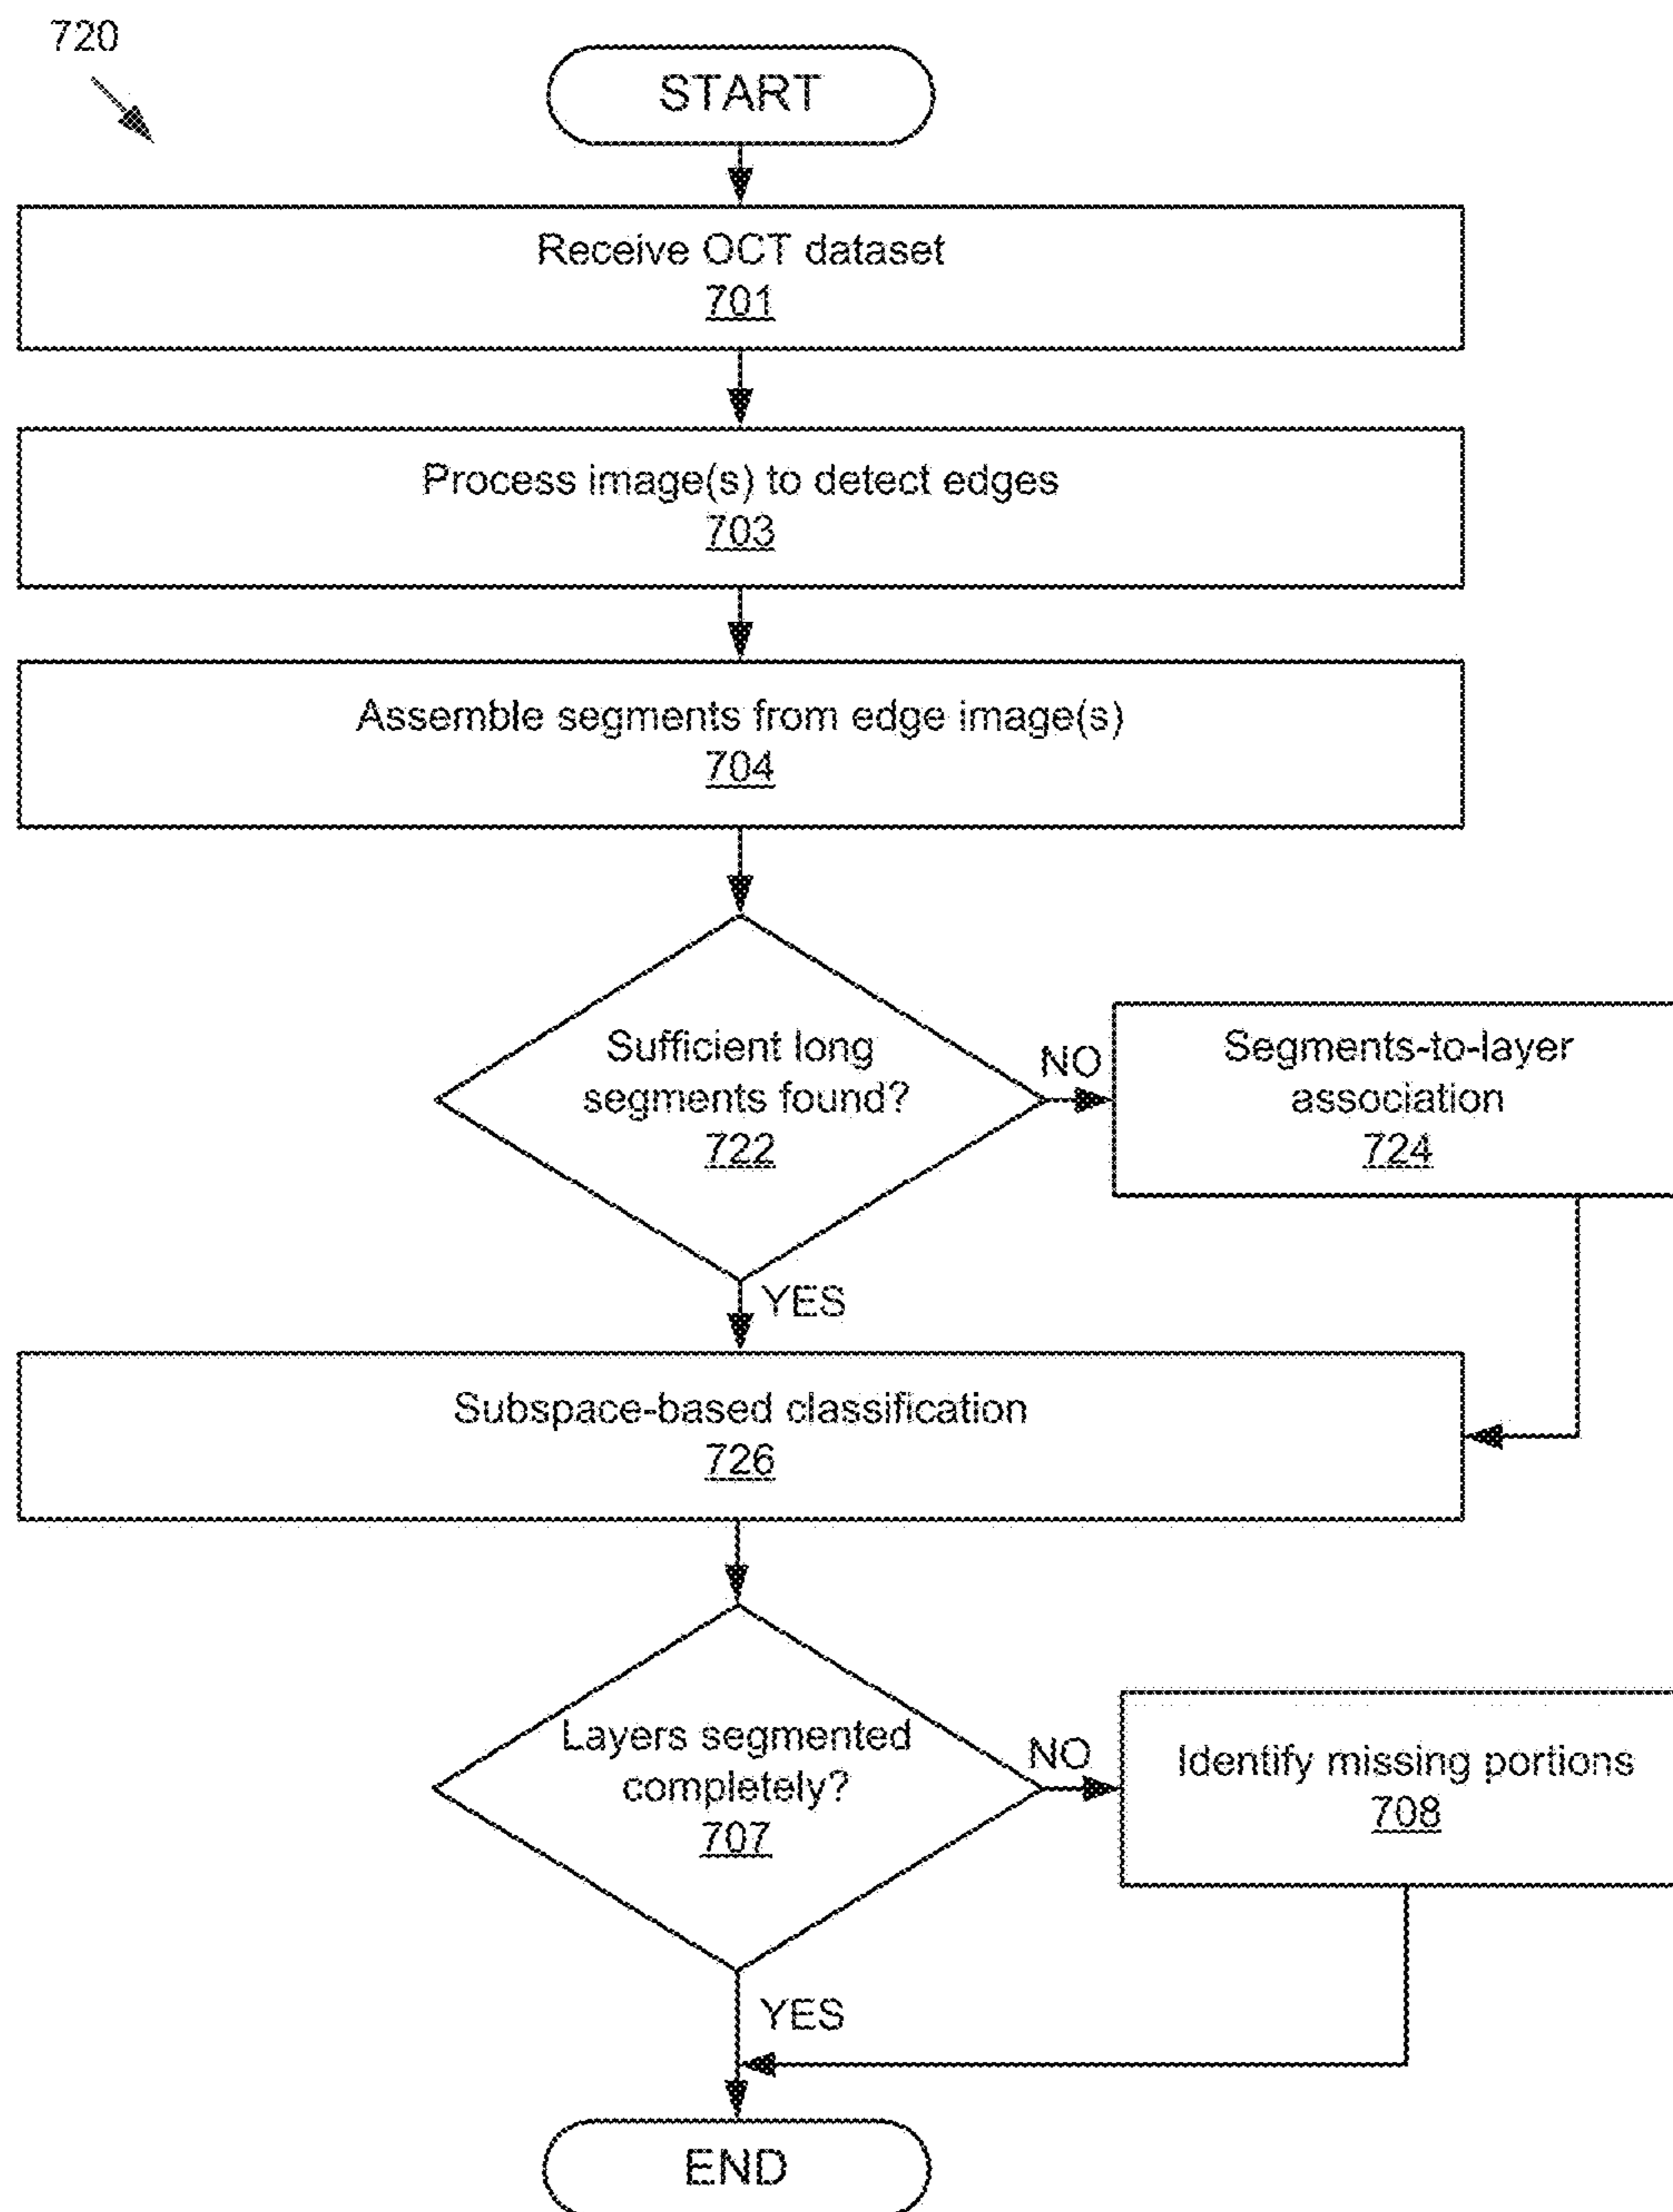 720
START
Receive OCT dataset
701
Process image(s) to detect edges
703
Assemble segments from edge image(s)
704
Sufficient long
segments found?
722
NO
Segments-to-layer
association
724
YES
Subspace-based classification
726
Layers segmented
completely?
707
NO
Identify missing portions
708
YES
END